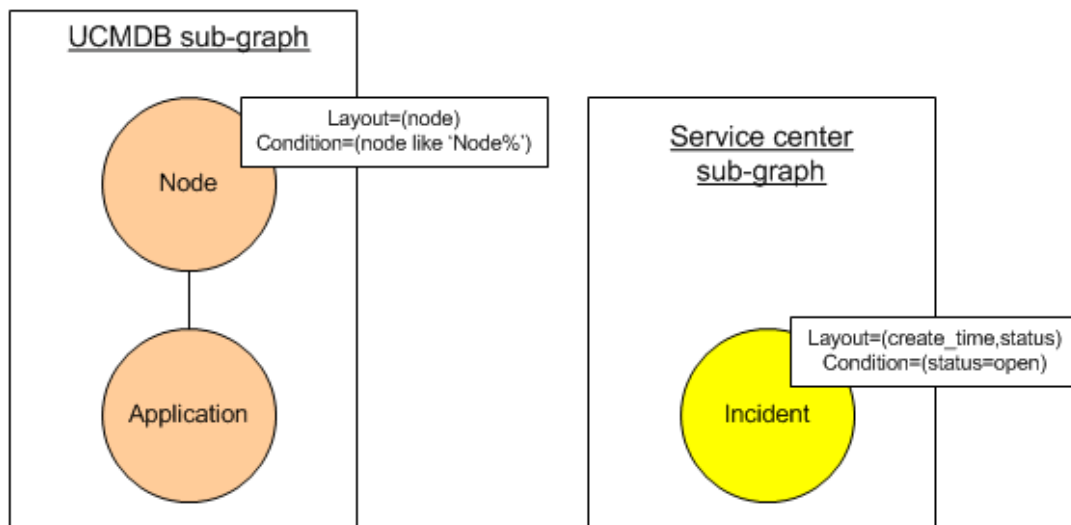 UCMDB sub-graph
Layout=(node)
Condition=(node like ‘Node%’)
Node
Application
Service center
sub-graph
Layout=(create_time,status)
Condition=(status=open)
Incident